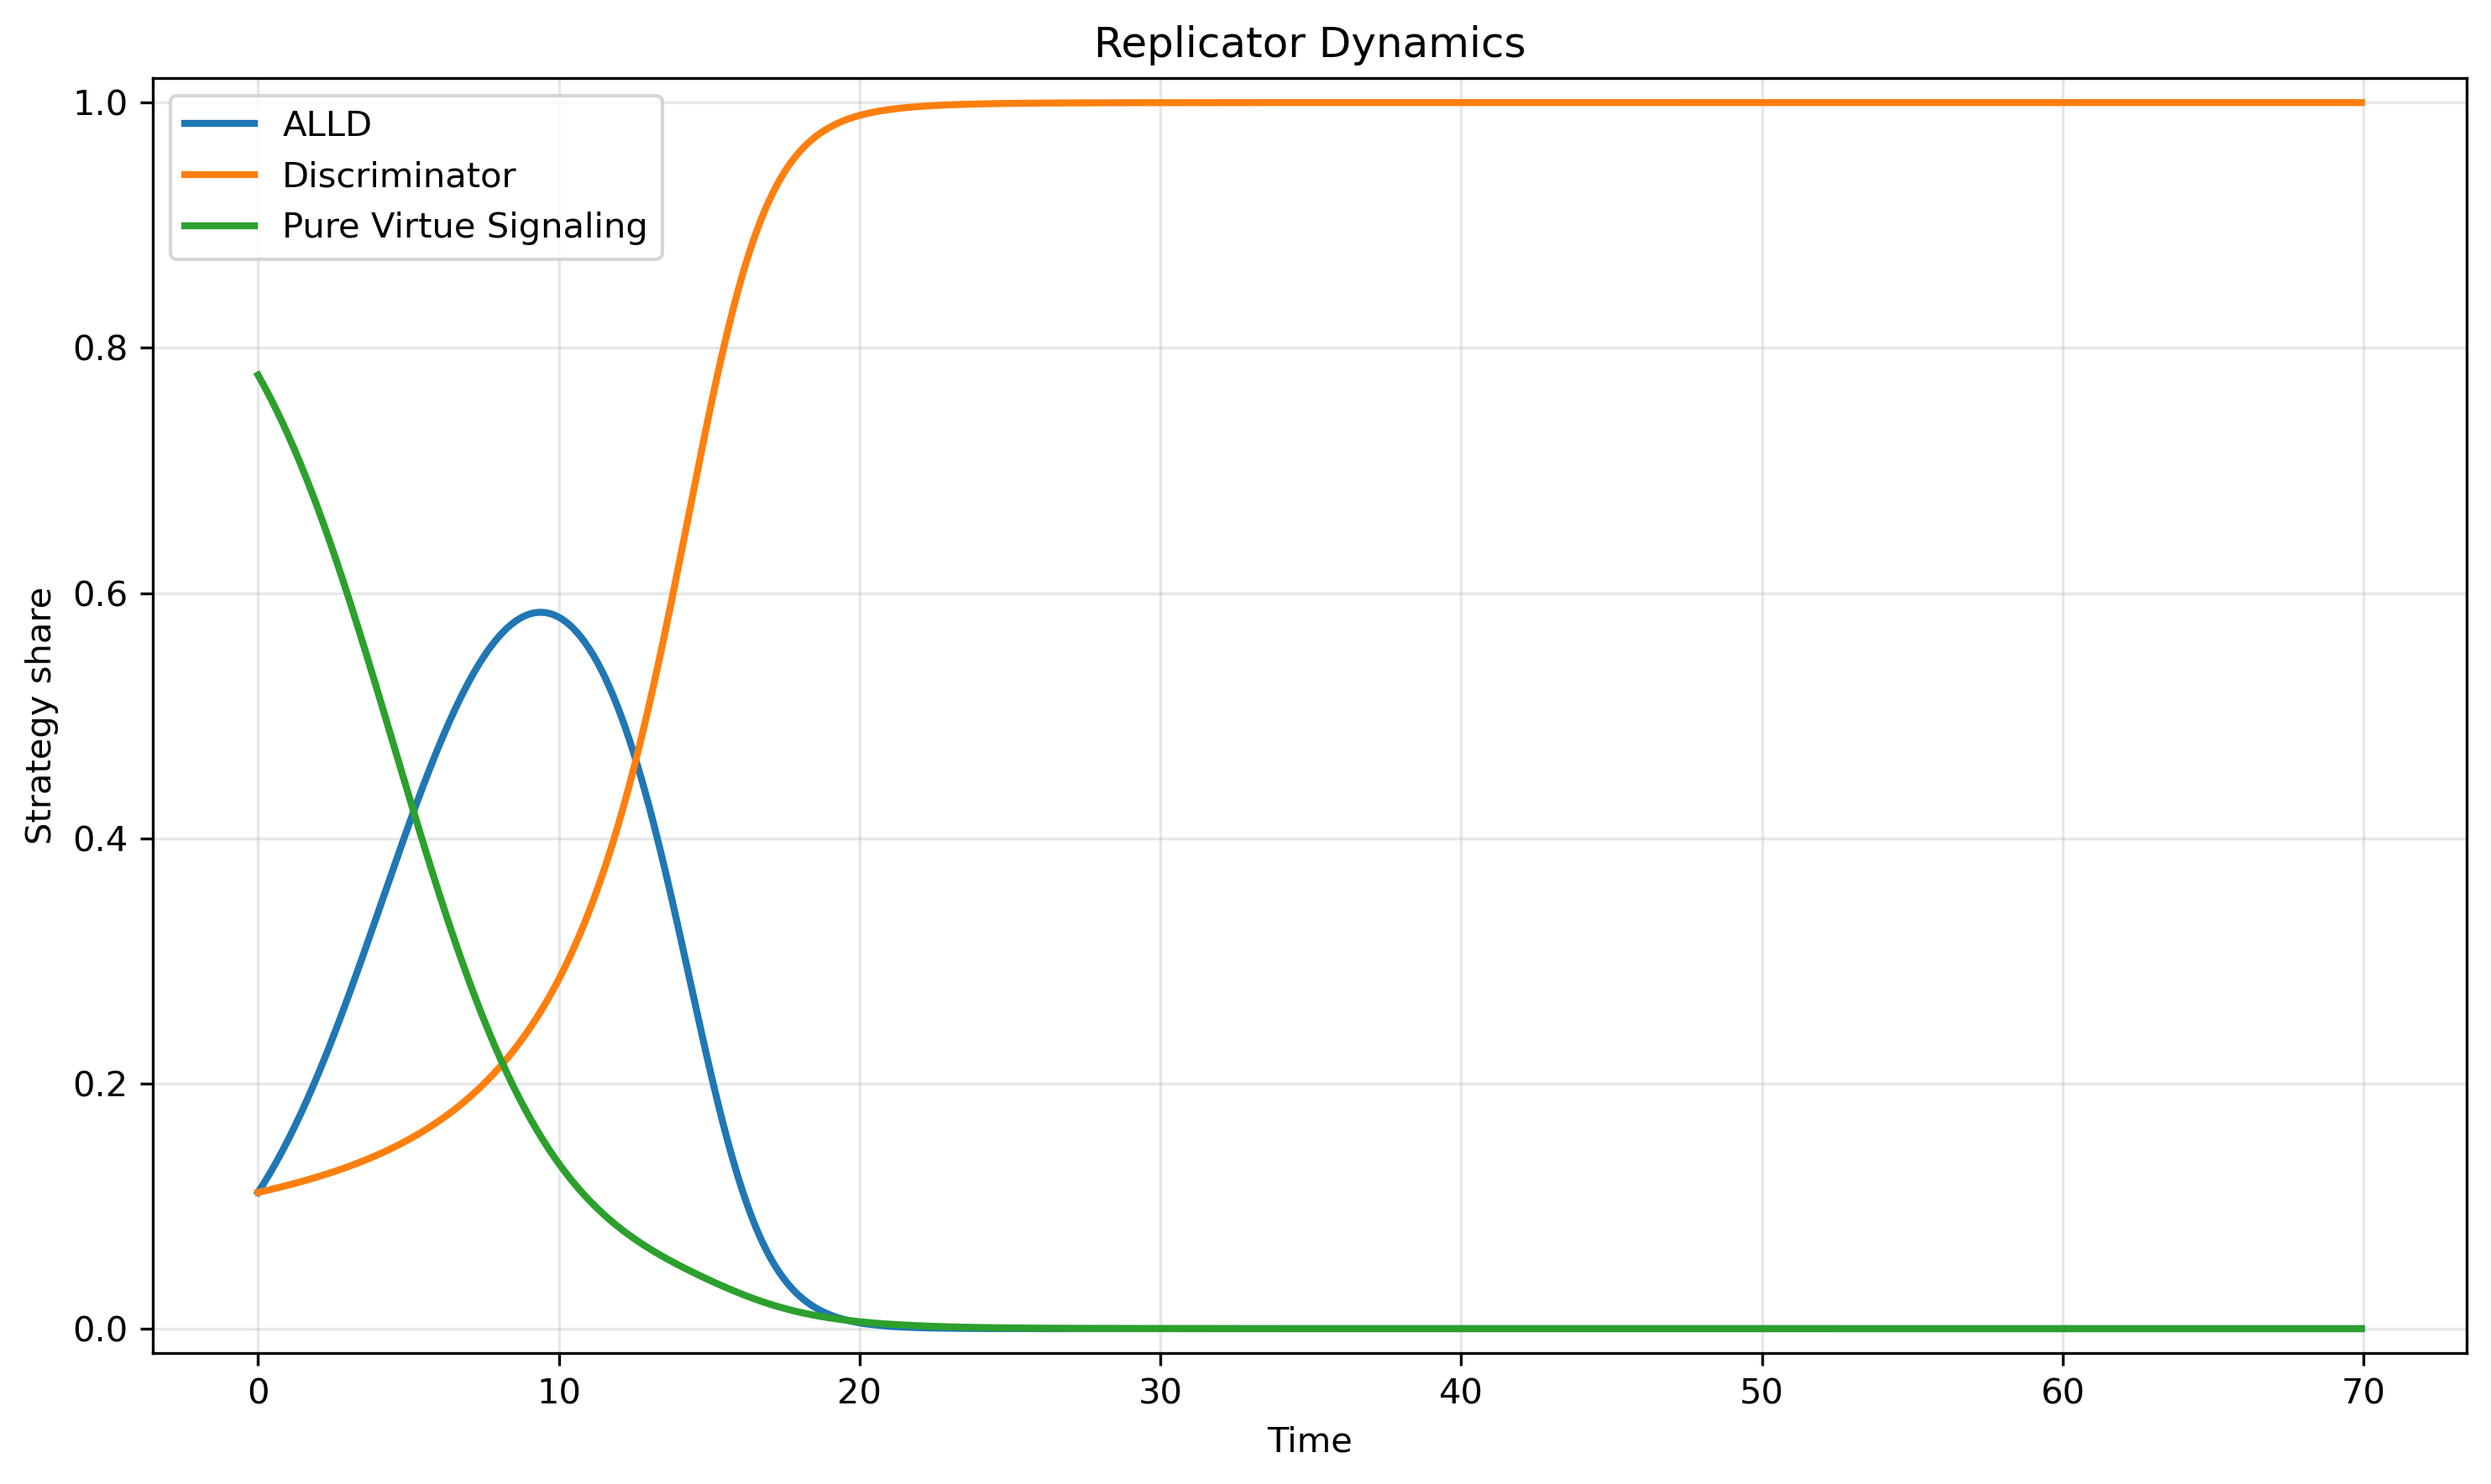 Replicator Dynamics
ALLD
Discriminator
Pure Virtue Signaling
Strategy share
1.0
0.8
0.6
0.4
0.2
0.0
0 10 20 30 40 50 60 70
Time